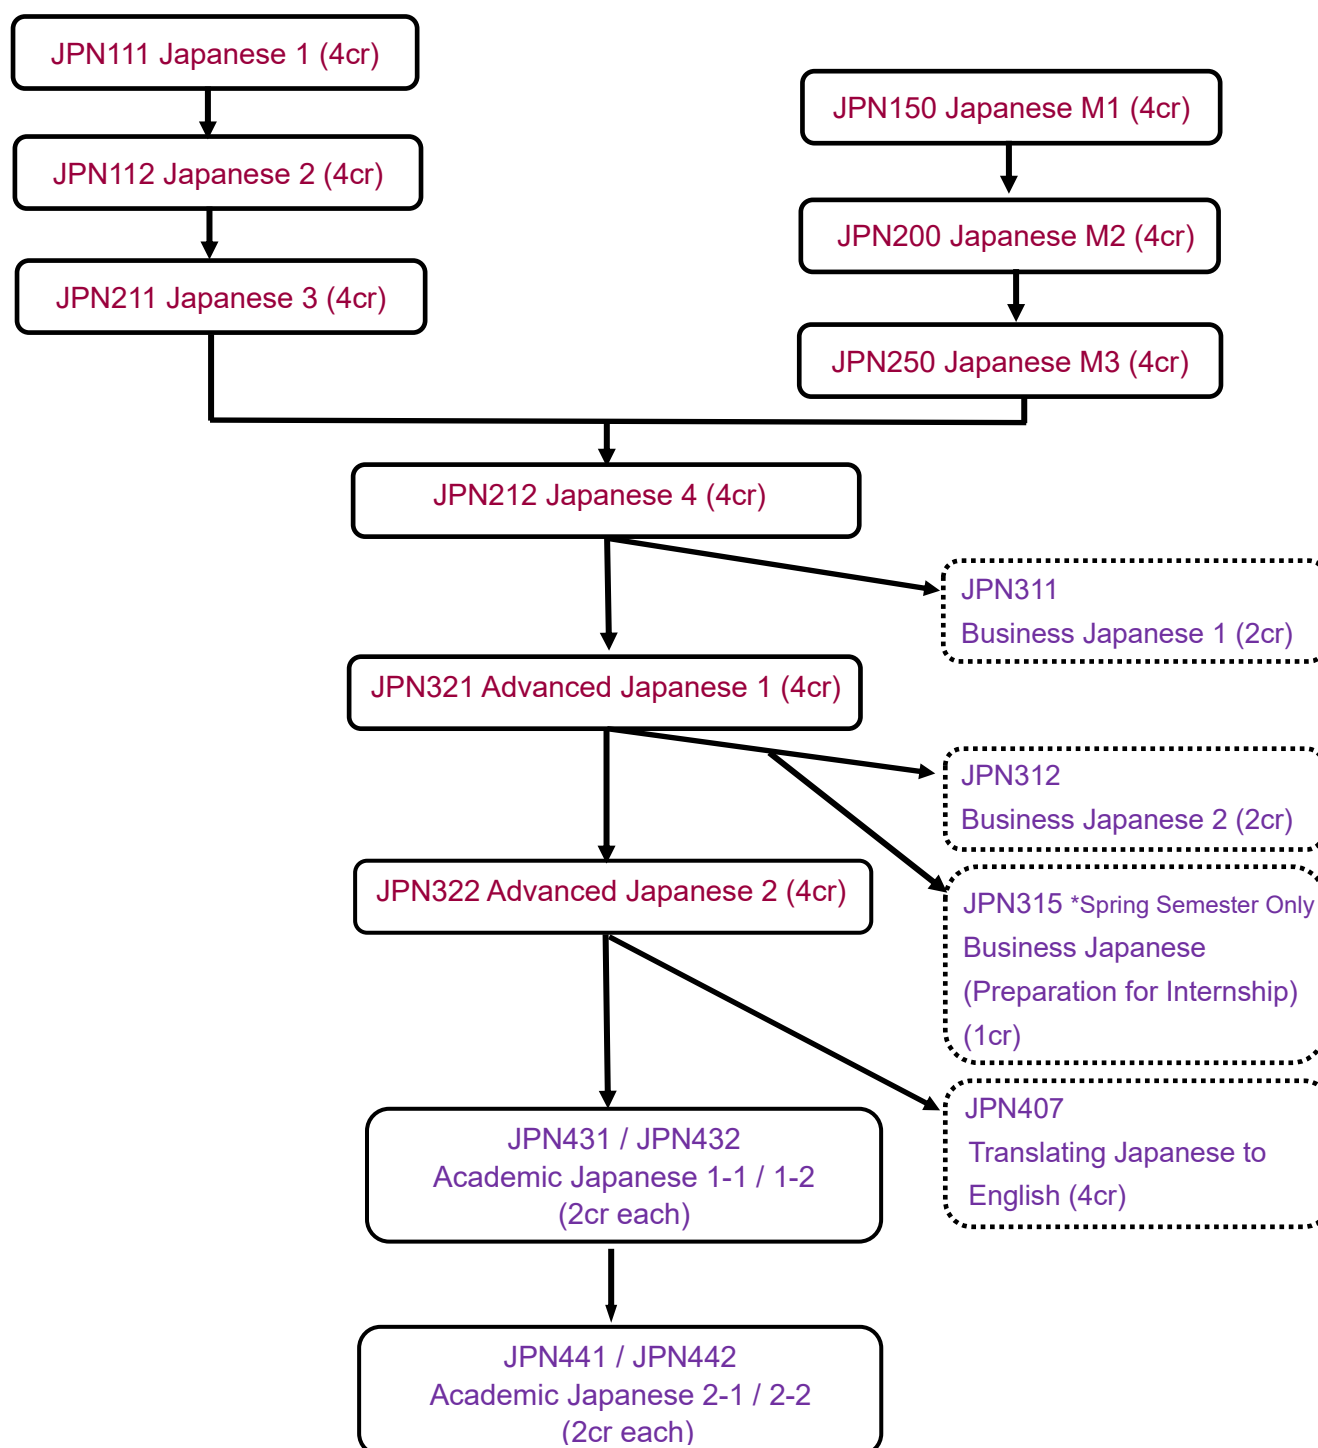 JPN111 Japanese 1 (4cr)
JPN150 Japanese M1 (4cr)
JPN112 Japanese 2 (4cr)
JPN200 Japanese M2 (4cr)
JPN211 Japanese 3 (4cr)
JPN250 Japanese M3 (4cr)
JPN212 Japanese 4 (4cr)
JPN311
Business Japanese 1 (2cr)
JPN321 Advanced Japanese 1 (4cr)
JPN312
Business Japanese 2 (2cr)
JPN322 Advanced Japanese 2 (4cr)
JPN315 *Spring Semester Only
Business Japanese
(Preparation for Internship)
(1cr)
JPN407
Translating Japanese to
English (4cr)
JPN431 / JPN432
Academic Japanese 1-1 / 1-2
(2cr each)
JPN441 / JPN442
Academic Japanese 2-1 / 2-2
(2cr each)